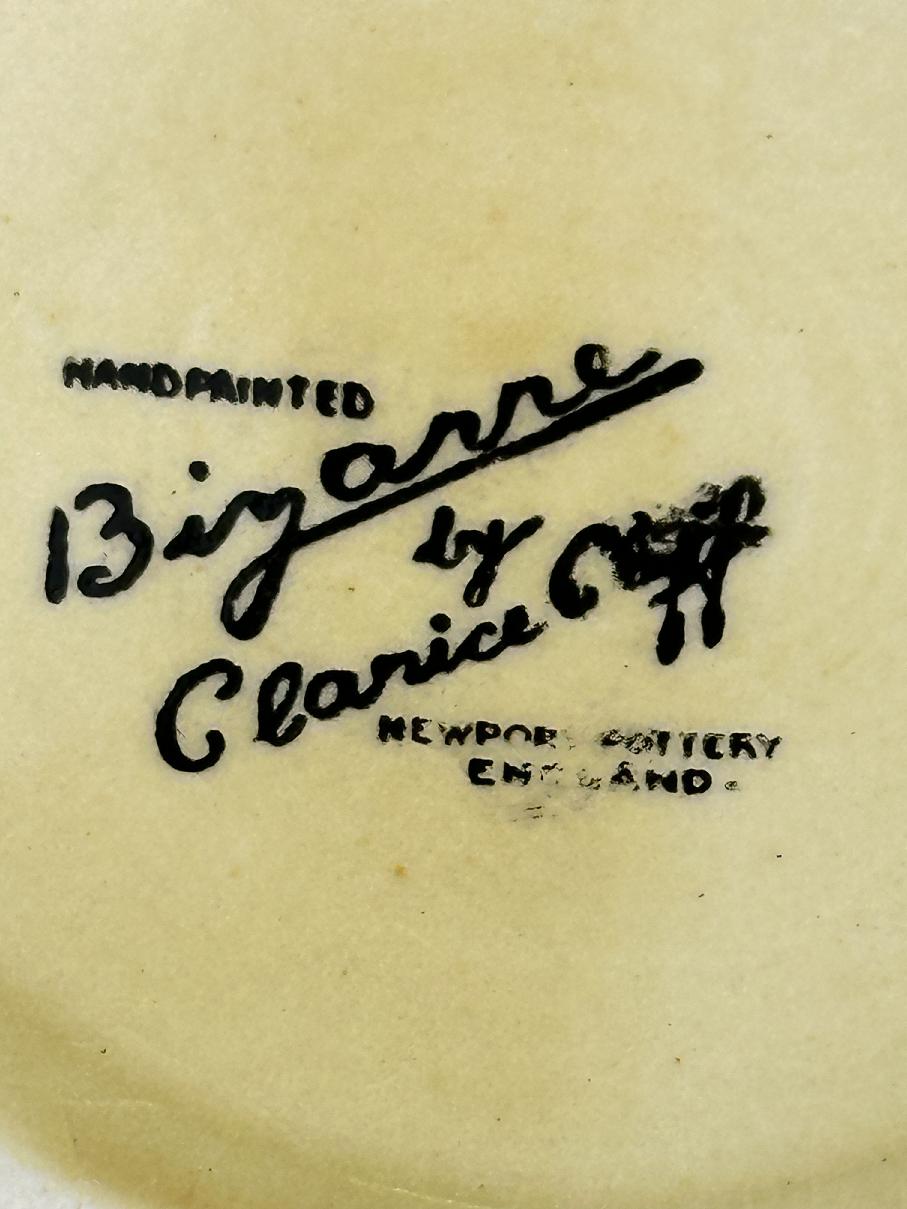 HANDPAINTED
Bizarre
by
Clarice Cliff
NEWPORT POTTERY
ENGLAND.